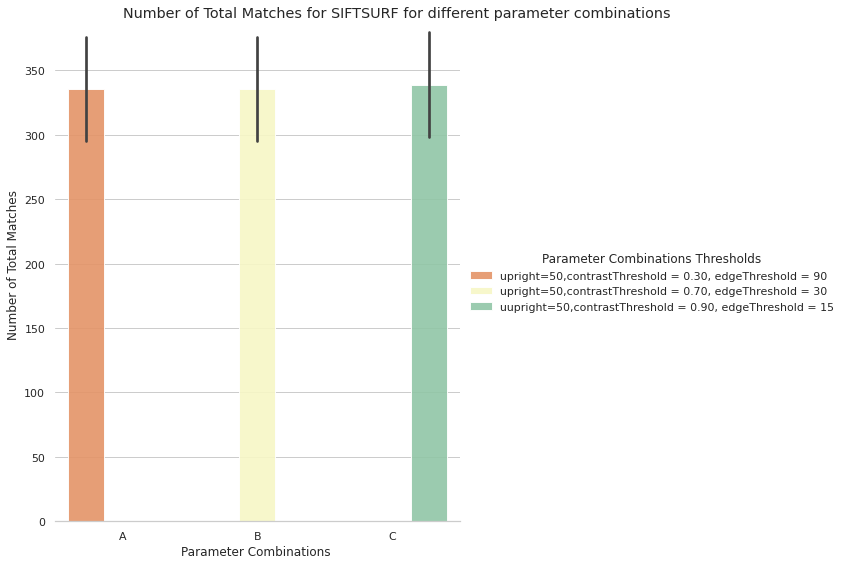 Number of Total Matches for SIFTSURF for different parameter combinations
350
300
250
200
150
100
50
0
Number of Total Matches
A B C
Parameter Combinations
Parameter Combinations Thresholds
upright=50,contrastThreshold = 0.30, edgeThreshold = 90
upright=50,contrastThreshold = 0.70, edgeThreshold = 30
uupright=50,contrastThreshold = 0.90, edgeThreshold = 15